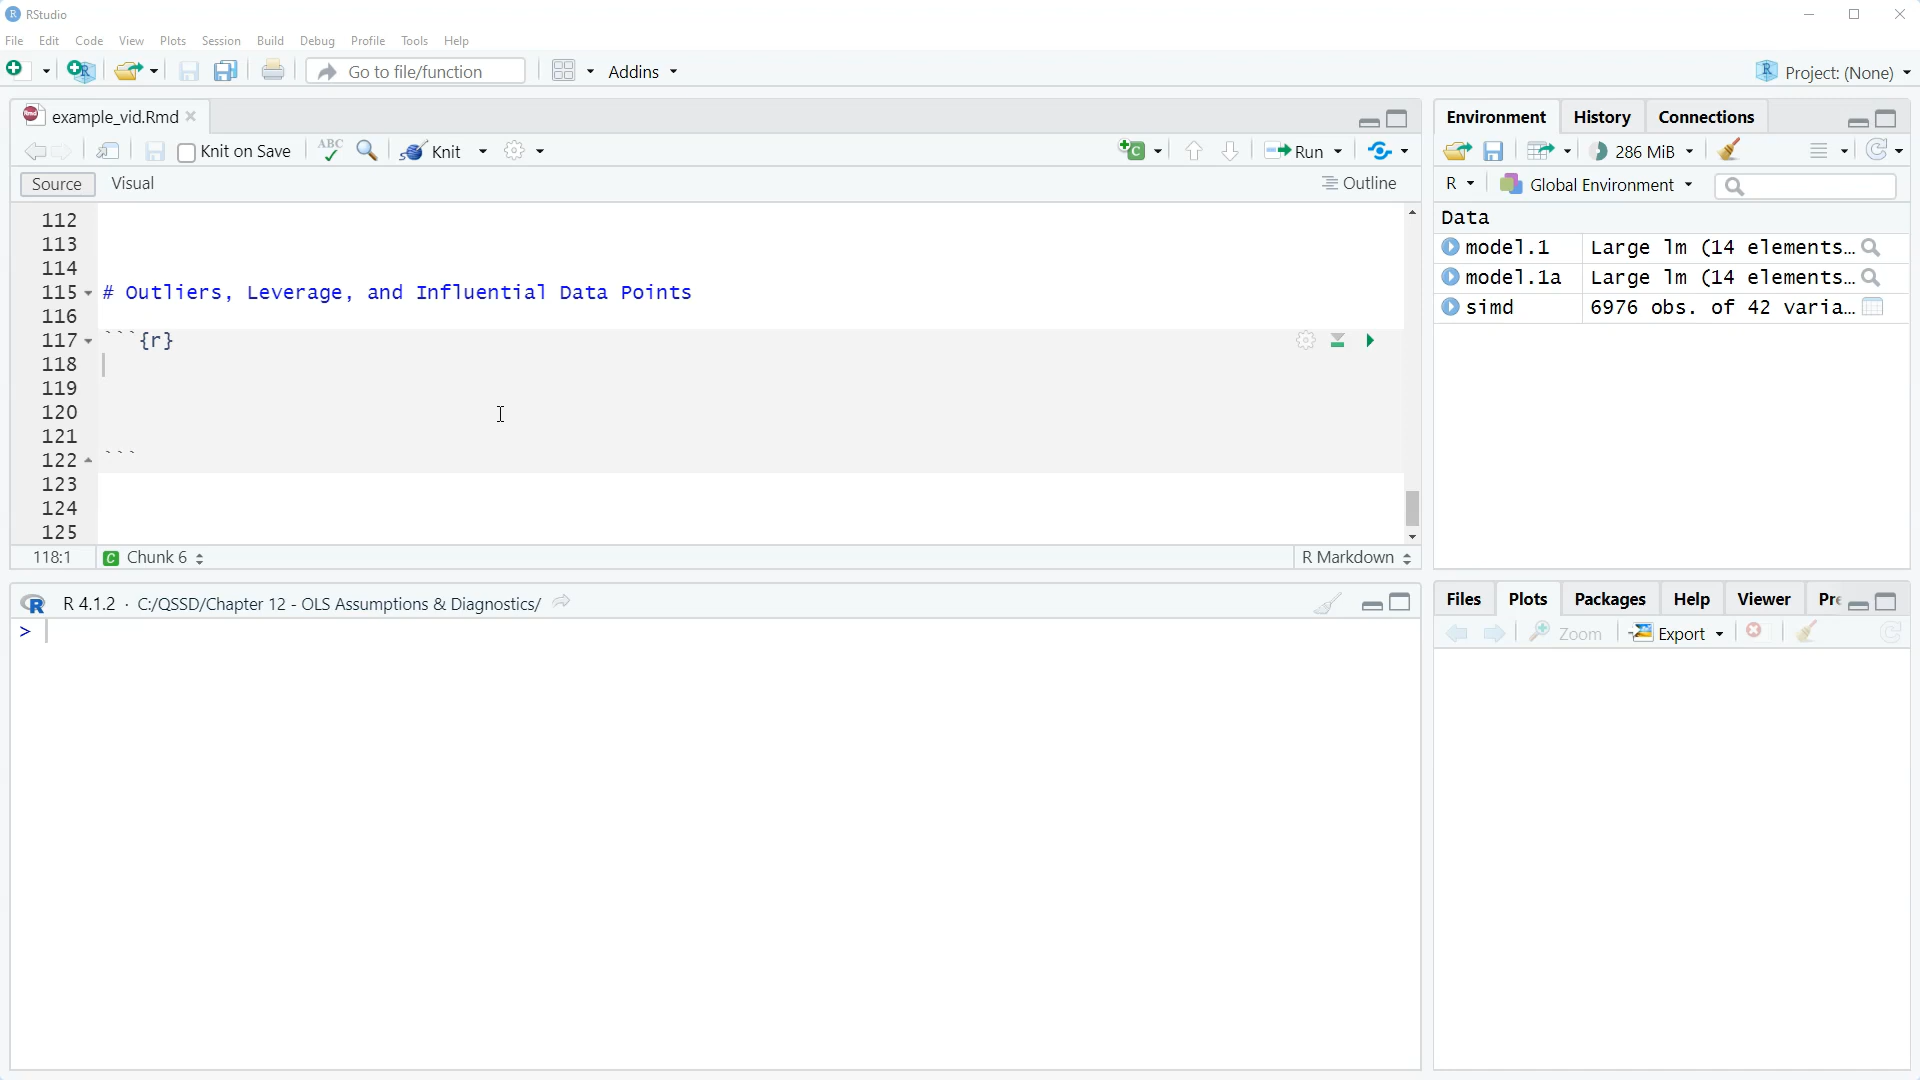 RStudio
File Edit Code View Plots Session Build Debug Profile Tools Help
Go to file/function Addins Project: (None)
example_vid.Rmd
Knit on Save ABC Knit Run
Source Visual Outline
112
113
114
115 # Outliers, Leverage, and Influential Data Points
116
117 ```{r}
118
119
120
121
122 ```
123
124
125
118:1 C Chunk 6 R Markdown
R 4.1.2 · C:/QSSD/Chapter 12 - OLS Assumptions & Diagnostics/
>
Environment History Connections
286 MiB
R Global Environment
Data
model.1 Large lm (14 elements…
model.1a Large lm (14 elements…
simd 6976 obs. of 42 varia…
Files Plots Packages Help Viewer Pre
Zoom Export